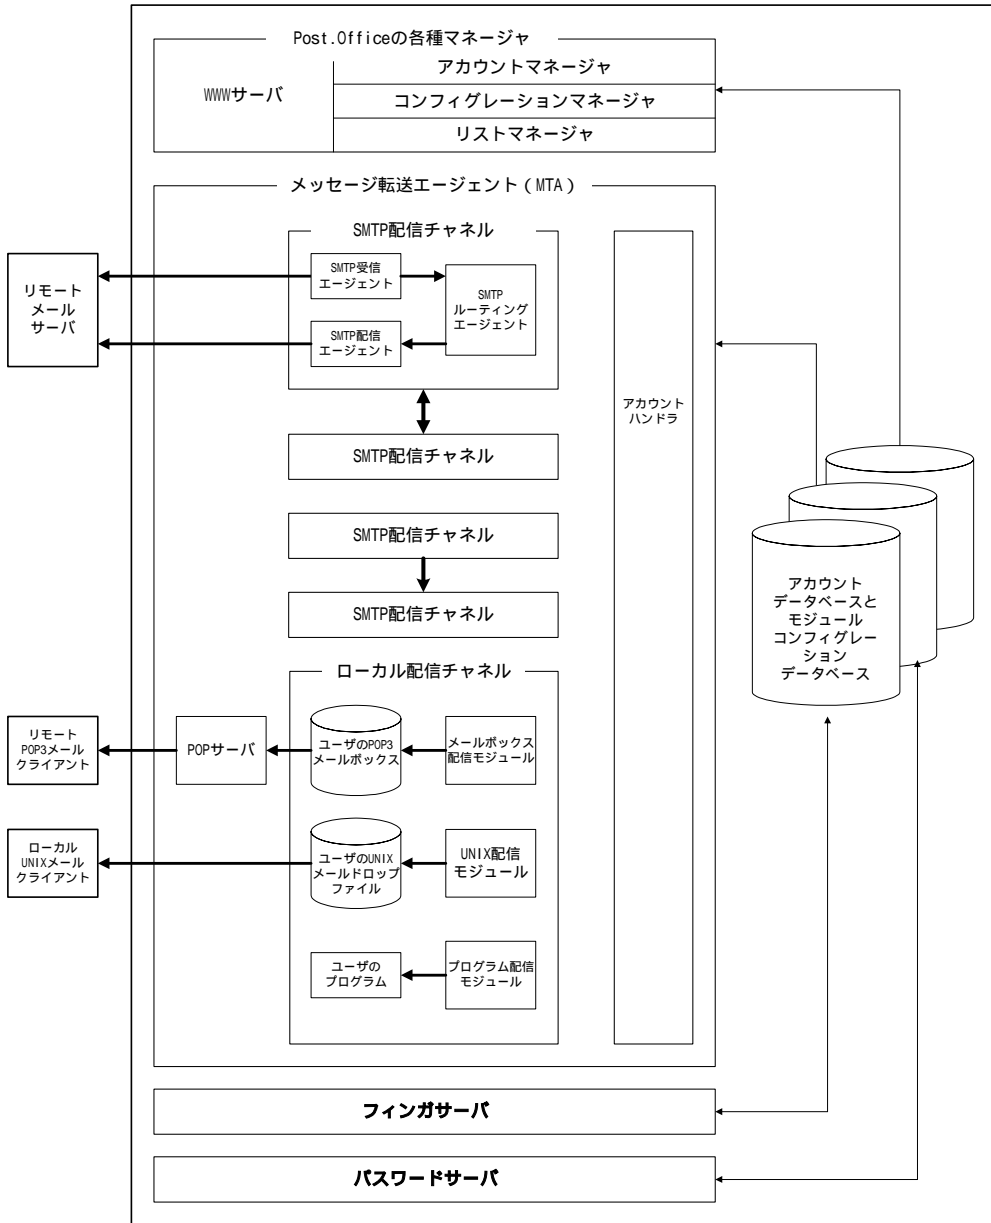 Post.Officeの各種マネージャ
WWWサーバ
アカウントマネージャ
コンフィグレーションマネージャ
リストマネージャ
メッセージ転送エージェント(MTA)
SMTP配信チャネル
SMTP受信
エージェント
SMTP
ルーティング
エージェント
SMTP配信
エージェント
リモート
メール
サーバ
アカウント
ハンドラ
SMTP配信チャネル
SMTP配信チャネル
SMTP配信チャネル
アカウント
データベースと
モジュール
コンフィグレー
ション
データベース
ローカル配信チャネル
リモート
POP3メール
クライアント
POPサーバ
ユーザのPOP3
メールボックス
メールボックス
配信モジュール
ローカル
UNIXメール
クライアント
ユーザのUNIX
メールドロップ
ファイル
UNIX配信
モジュール
ユーザの
プログラム
プログラム配信
モジュール
フィンガサーバ
パスワードサーバ